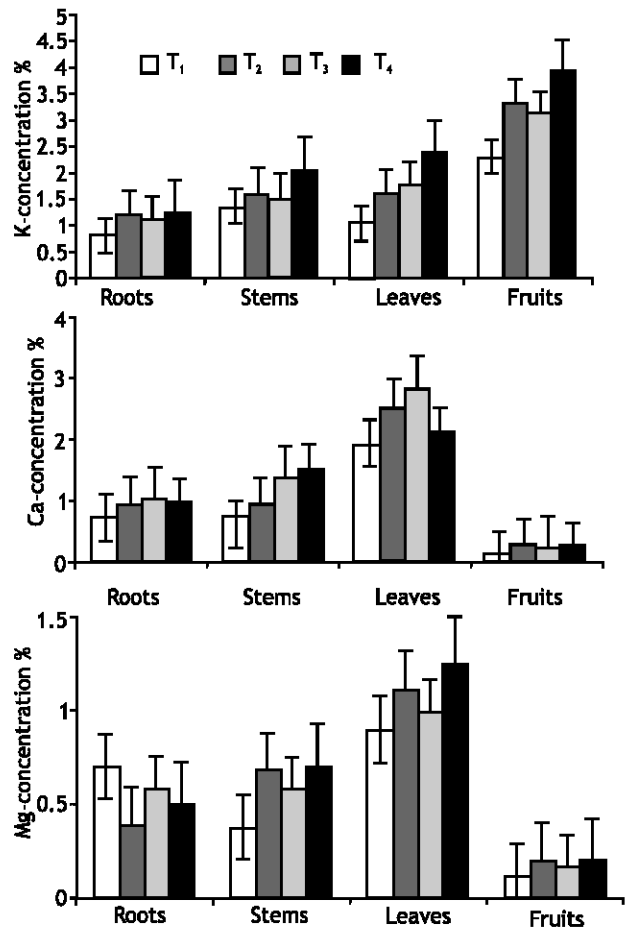 K-concentration %
5
4.5
4
3.5
3
2.5
2
1.5
1
0.5
0
T1 T2 T3 T4
Roots Stems Leaves Fruits
Ca-concentration %
4
3
2
1
0
Roots Stems Leaves Fruits
Mg-concentration %
1.5
1
0.5
0
Roots Stems Leaves Fruits